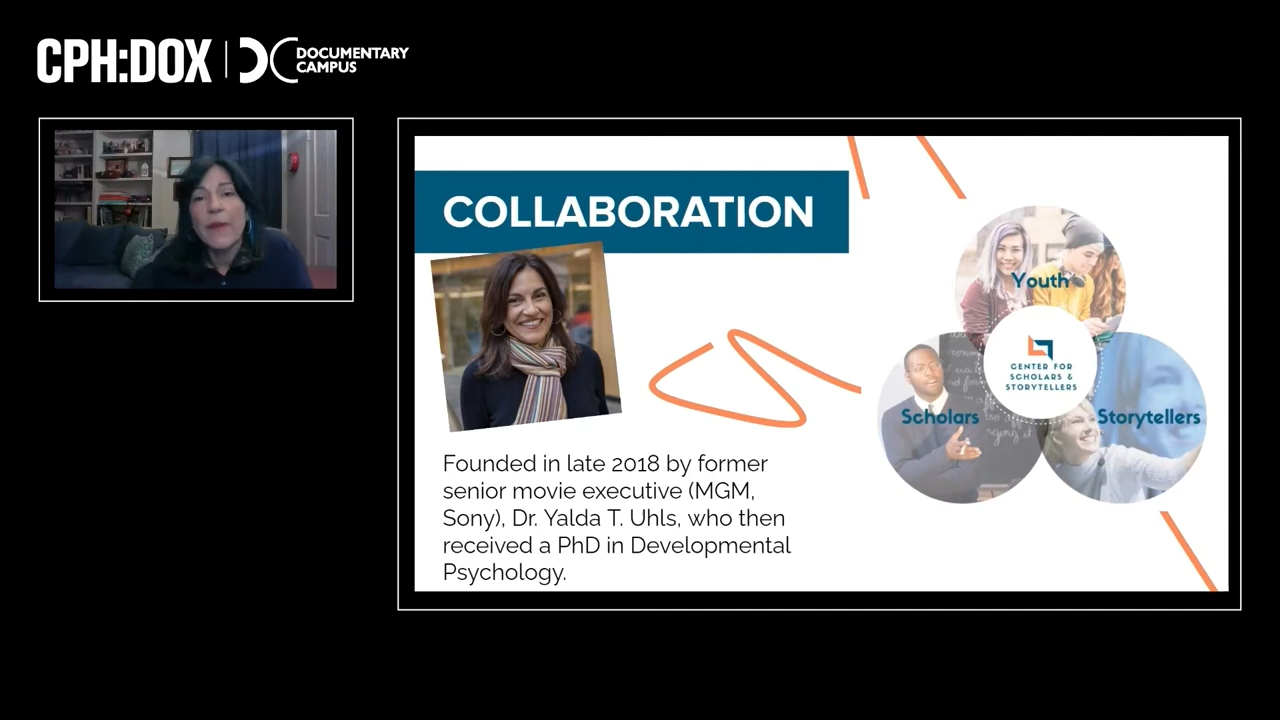 CPH:DOX
DOCUMENTARY
CAMPUS
COLLABORATION
Founded in late 2018 by former
senior movie executive (MGM,
Sony), Dr. Yalda T. Uhls, who then
received a PhD in Developmental
Psychology.
Youth
CENTER FOR
SCHOLARS &
STORYTELLERS
Scholars
Storytellers